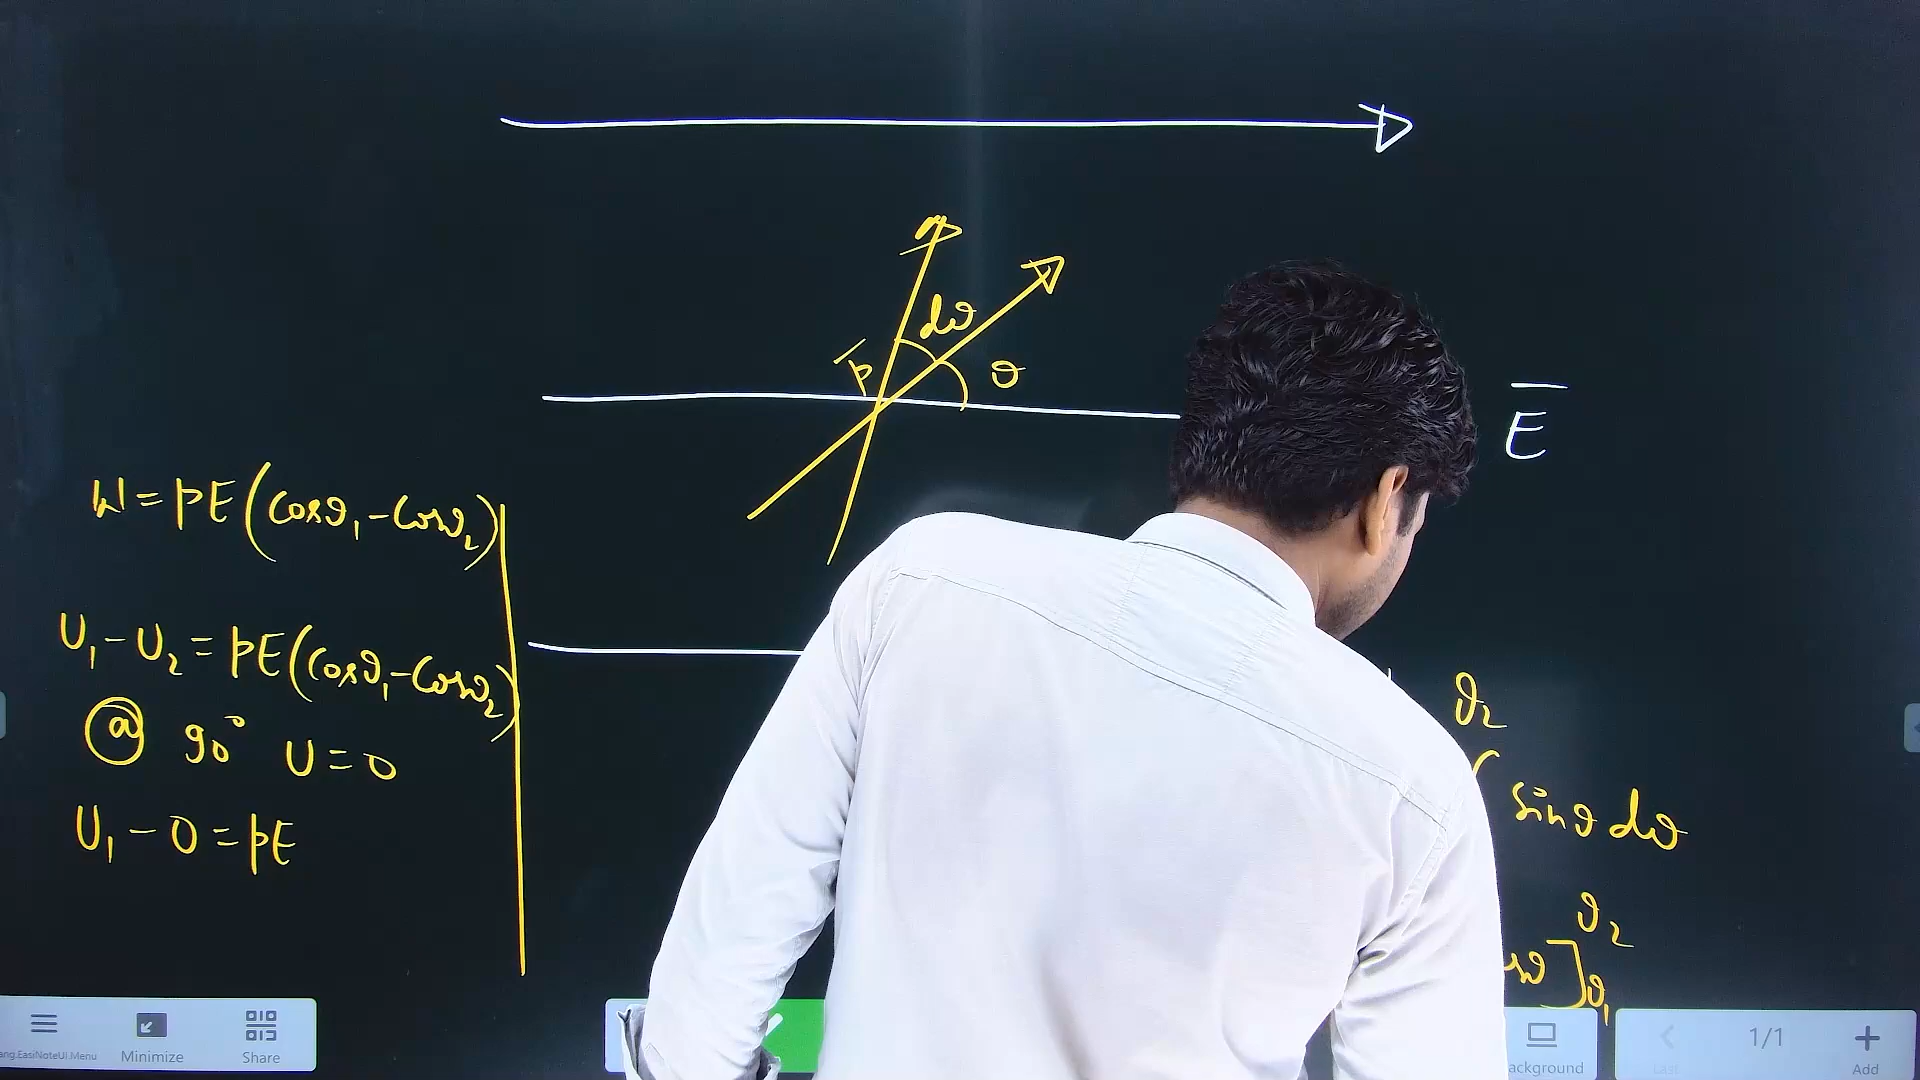 dθ
p̅
θ
E̅
W = pE(cosθ₁ - cosθ₂)
U₁ - U₂ = pE(cosθ₁ - cosθ₂)
@ 90° U = 0
U₁ - 0 = pE
θ₂
sinθ dθ
θ₂
]θ₁
Minimize
Share
1/1
Last
Add